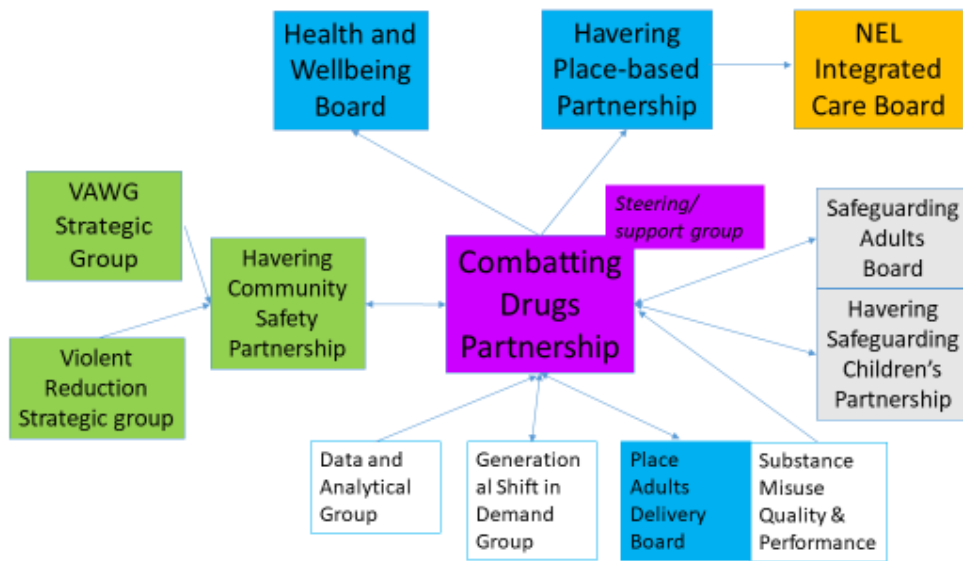 Health and
Wellbeing
Board
Havering
Place-based
Partnership
NEL
Integrated
Care Board
VAWG
Strategic
Group
Steering/
support group
Safeguarding
Adults
Board
Havering
Community
Safety
Partnership
Combatting
Drugs
Partnership
Havering
Safeguarding
Children's
Partnership
Violent
Reduction
Strategic group
Data and
Analytical
Group
Generation
al Shift in
Demand
Group
Place
Adults
Delivery
Board
Substance
Misuse
Quality &
Performance